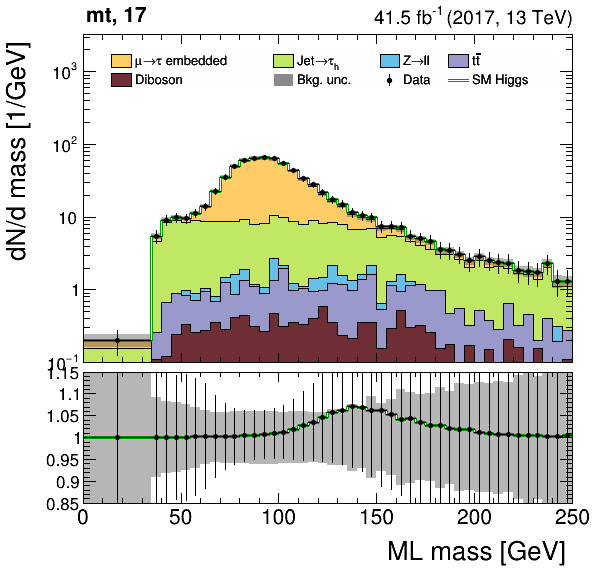 mt, 17 41.5 fb⁻¹ (2017, 13 TeV)
dN/d mass [1/GeV]
10³
10²
10
1
10⁻¹
μ→τ embedded Jet→τₕ Z→ll tt̄
Diboson Bkg. unc. Data SM Higgs
1.15
1.1
1.05
1
0.95
0.9
0.85
0 50 100 150 200 250
ML mass [GeV]